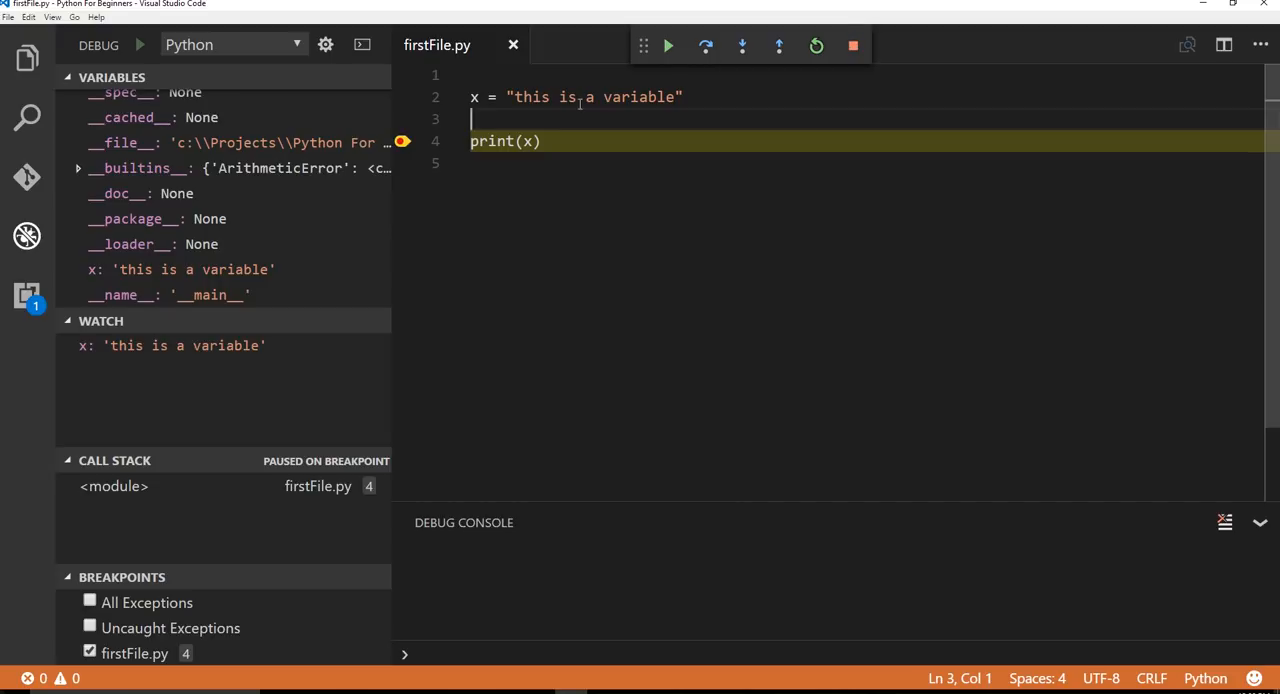 firstFile.py - Python For Beginners - Visual Studio Code
File Edit View Go Help
DEBUG Python
VARIABLES
__spec__: None
__cached__: None
__file__: 'c:\\Projects\\Python For ...
__builtins__: {'ArithmeticError': <c...
__doc__: None
__package__: None
__loader__: None
x: 'this is a variable'
__name__: '__main__'
WATCH
x: 'this is a variable'
CALL STACK PAUSED ON BREAKPOINT
<module> firstFile.py 4
BREAKPOINTS
All Exceptions
Uncaught Exceptions
firstFile.py 4
1
firstFile.py
1
2 x = "this is a variable"
3
4 print(x)
5
DEBUG CONSOLE
0 0 Ln 3, Col 1 Spaces: 4 UTF-8 CRLF Python